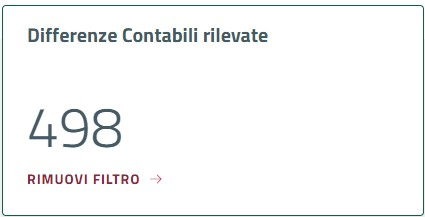 Differenze Contabili rilevate
498
RIMUOVI FILTRO →